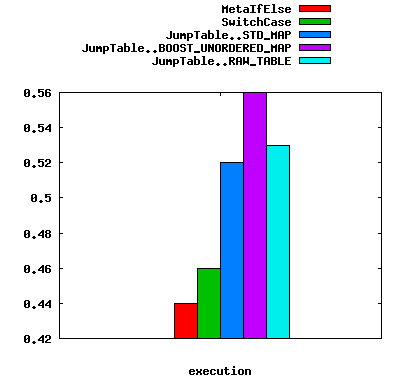 MetaIfElse
SwitchCase
JumpTable..STD_MAP
JumpTable..BOOST_UNORDERED_MAP
JumpTable..RAW_TABLE
0.56
0.54
0.52
0.5
0.48
0.46
0.44
0.42
execution